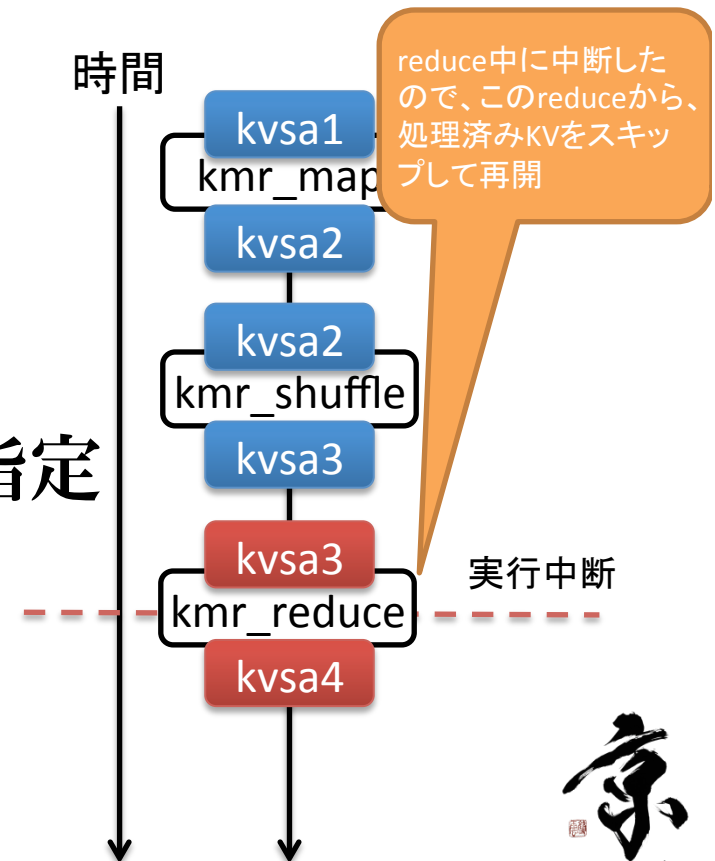 時間
reduce中に中断した
ので、このreduceから、
処理済みKVをスキッ
プして再開
kvsa1
kmr_map
kvsa2
kvsa2
kmr_shuffle
kvsa3
指定
kvsa3
実行中断
kmr_reduce
kvsa4
京